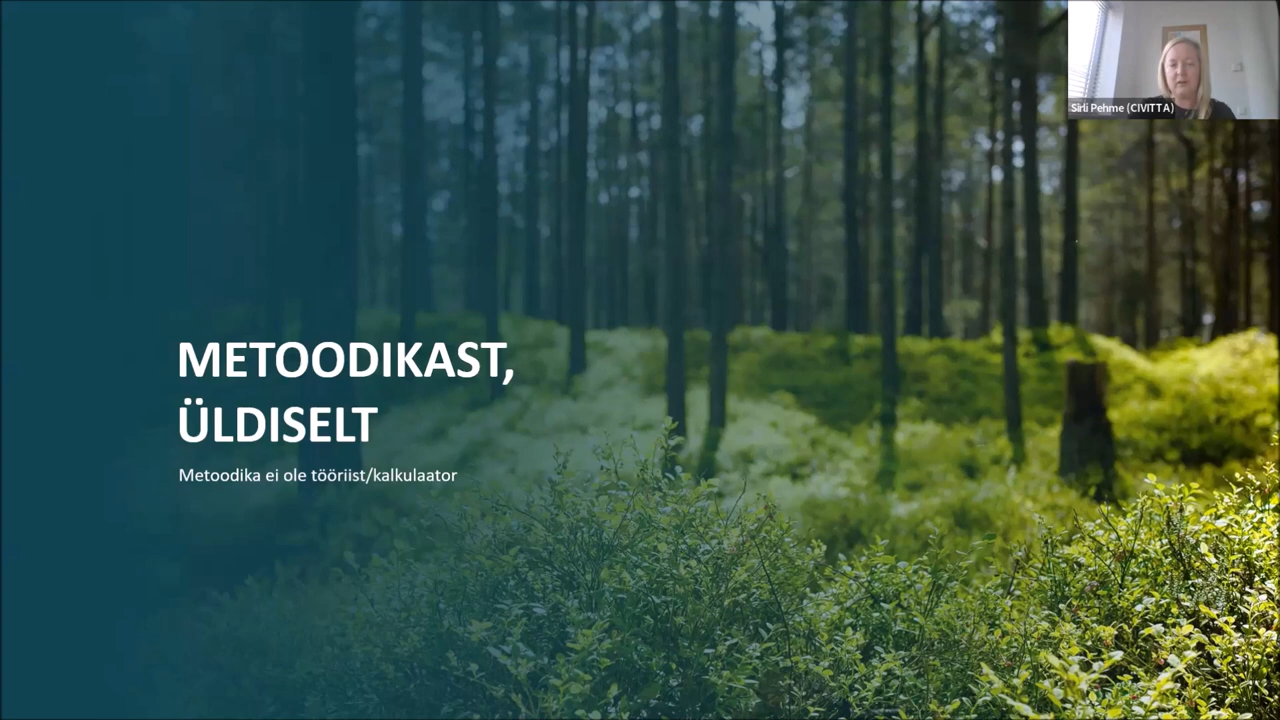 Sirli Pehme (CIVITTA)
METOODIKAST,
ÜLDISELT
Metoodika ei ole tööriist/kalkulaator